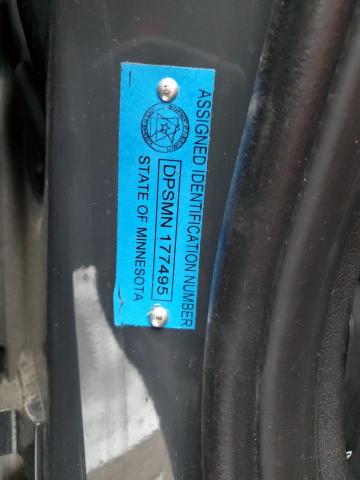 ASSIGNED IDENTIFICATION NUMBER
DPSMN 177495
STATE OF MINNESOTA